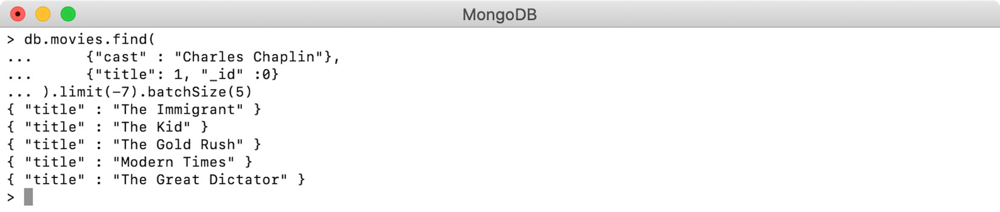 MongoDB
> db.movies.find(
...      {"cast" : "Charles Chaplin"},
...      {"title": 1, "_id" :0}
... ).limit(-7).batchSize(5)
{ "title" : "The Immigrant" }
{ "title" : "The Kid" }
{ "title" : "The Gold Rush" }
{ "title" : "Modern Times" }
{ "title" : "The Great Dictator" }
>